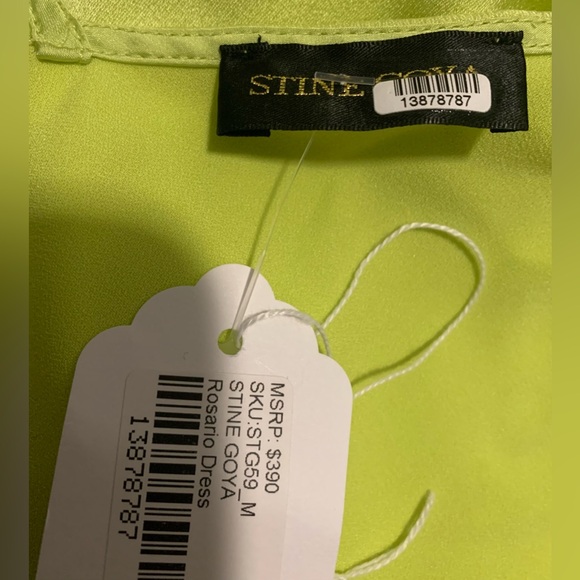 STINE GOYA
13878787
MSRP: $390
SKU:STG59_M
STINE GOYA
Rosario Dress
13878787